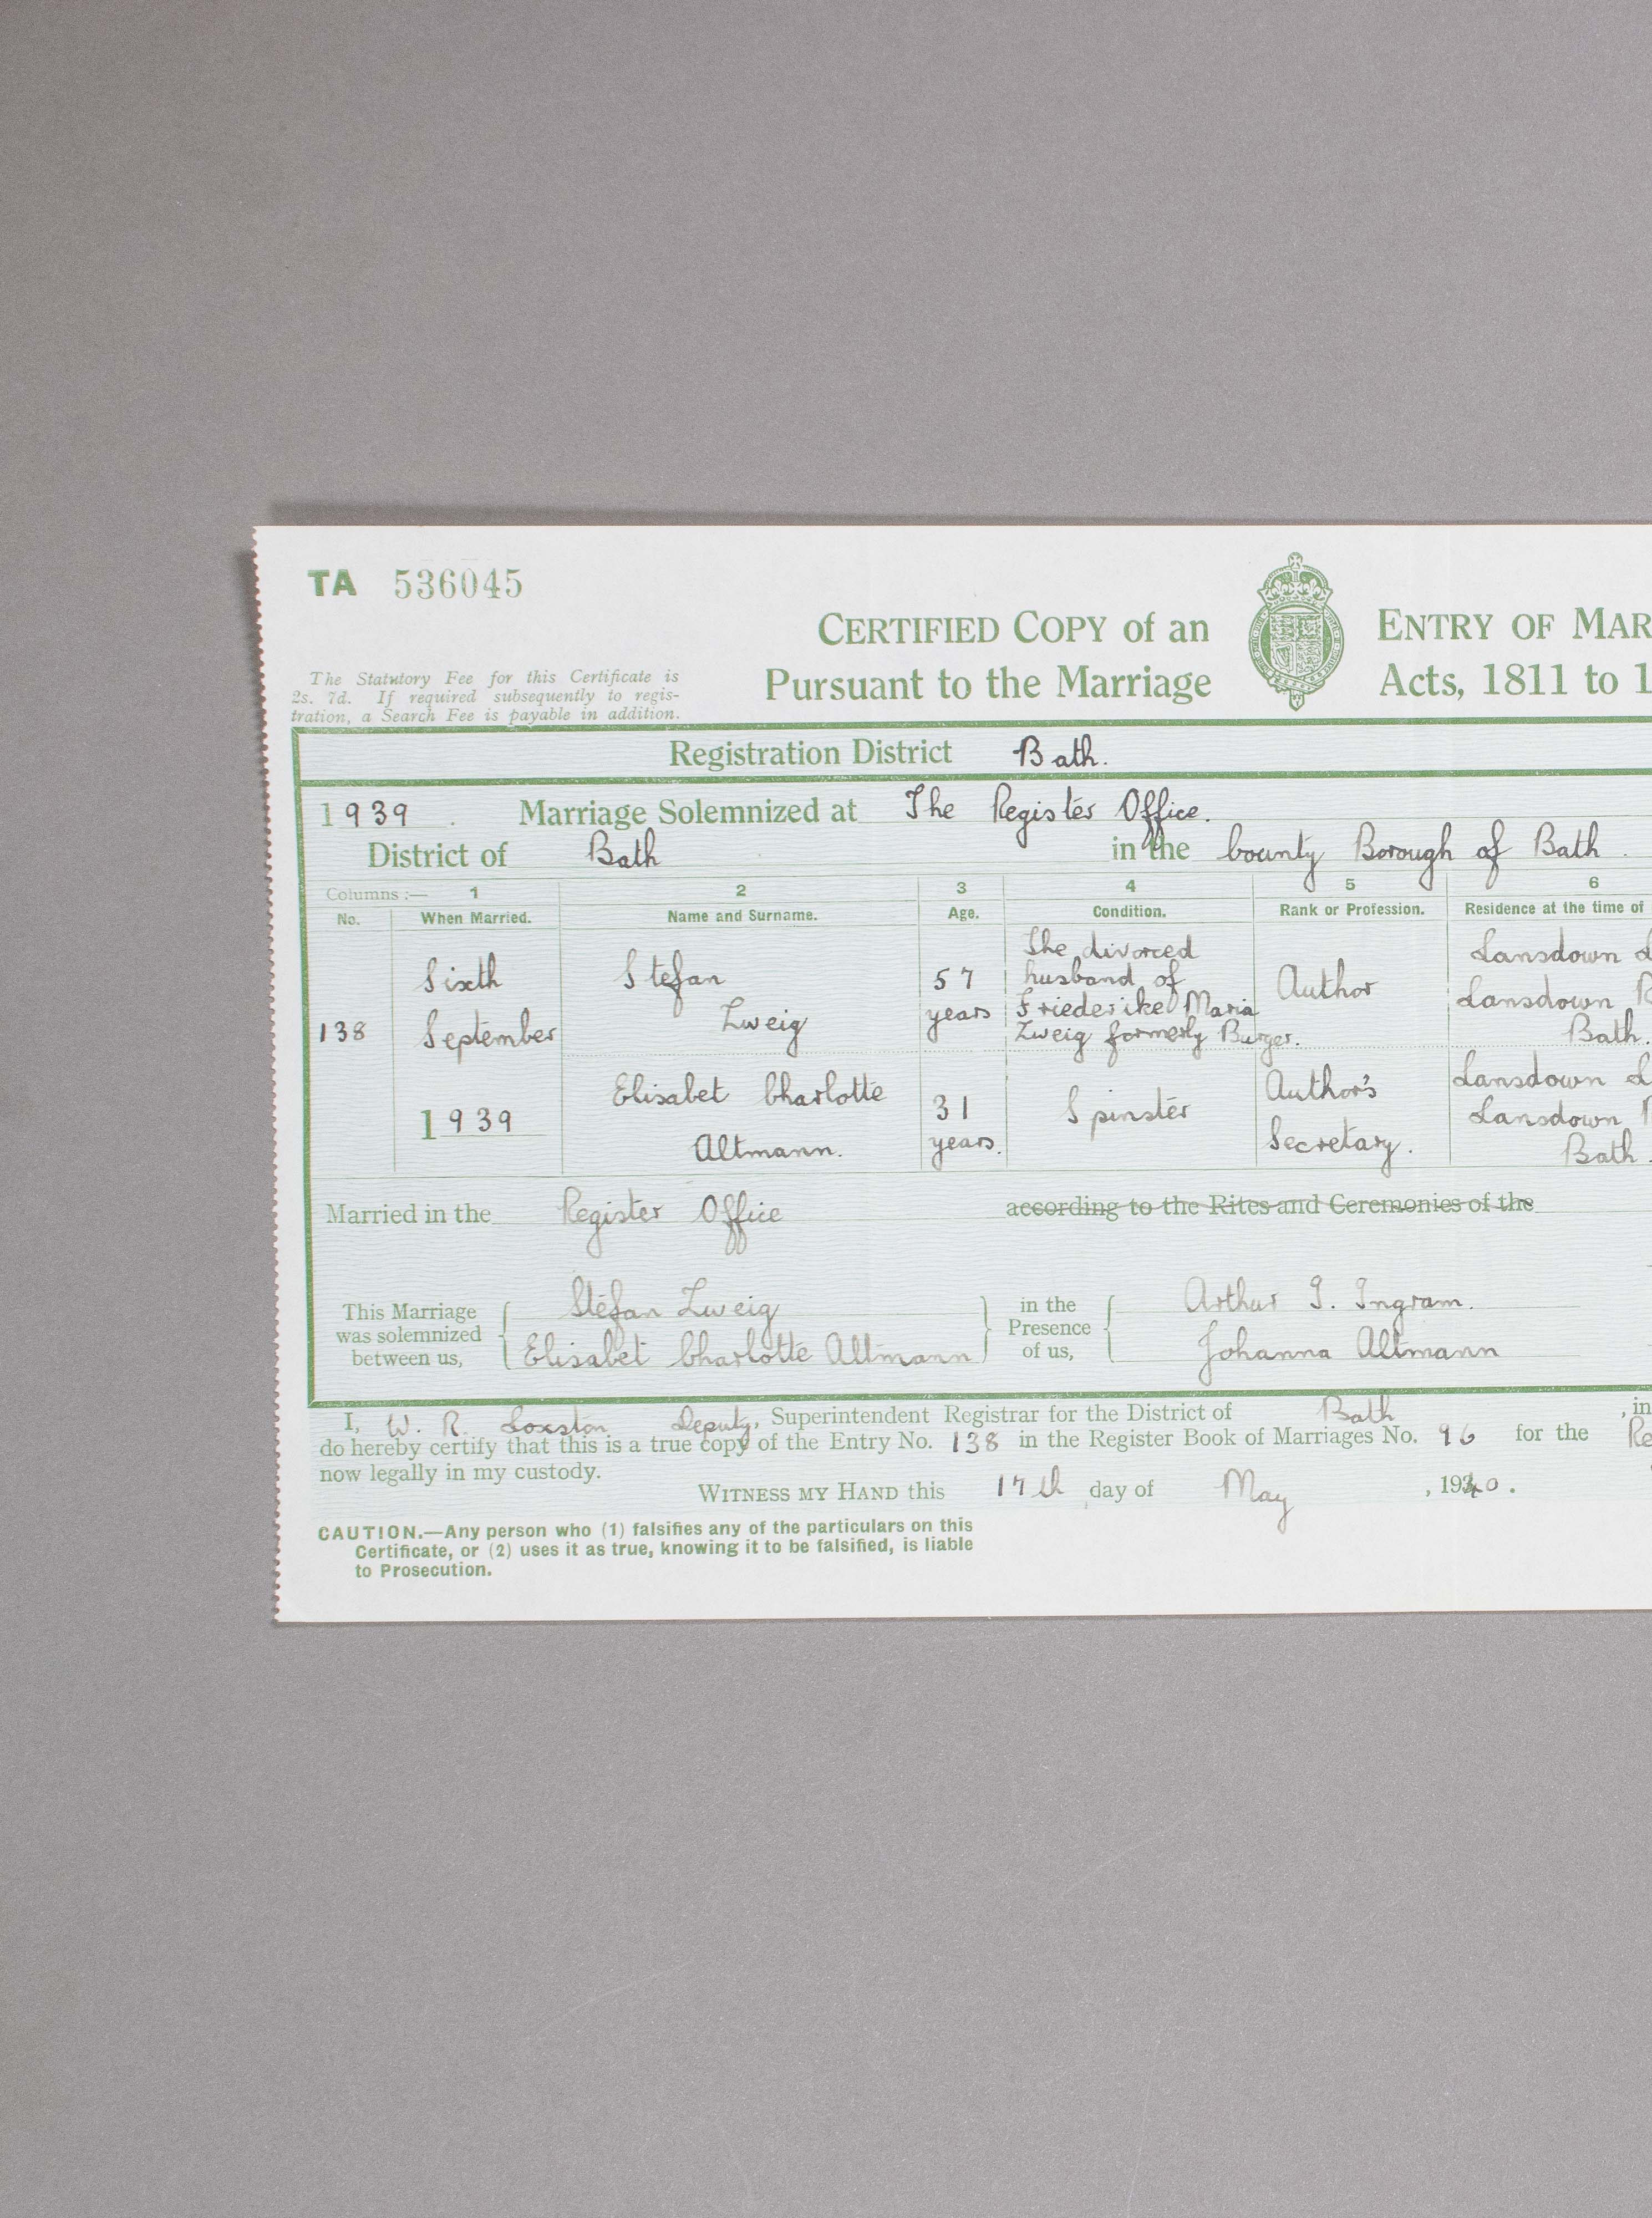 TA 536045
CERTIFIED COPY of an ENTRY OF MAR
Pursuant to the Marriage Acts, 1811 to 1
The Statutory Fee for this Certificate is
2s. 7d. If required subsequently to regis-
tration, a Search Fee is payable in addition.
Registration District Bath.
1939. Marriage Solemnized at The Register Office.
District of Bath in the County Borough of Bath
Columns :— 1 2 3 4 5 6
No. When Married. Name and Surname. Age. Condition. Rank or Profession. Residence at the time of
138
Sixth
September
1939
Stefan
Zweig
57
years
The divorced
husband of
Friederike Maria
Zweig formerly Burger.
Author
Lansdown L
Lansdown R
Bath.
Elisabet Charlotte
Altmann.
31
years.
Spinster
Author's
Secretary.
Lansdown L
Lansdown R
Bath.
Married in the Register Office according to the Rites and Ceremonies of the
This Marriage
was solemnized
between us,
Stefan Zweig
Elisabet Charlotte Altmann
in the
Presence
of us,
Arthur I. Ingram.
Johanna Altmann
I, W. R. Loxston Deputy, Superintendent Registrar for the District of Bath, in
do hereby certify that this is a true copy of the Entry No. 138 in the Register Book of Marriages No. 96 for the Re
now legally in my custody.
WITNESS MY HAND this 17th day of May, 1940.
CAUTION.—Any person who (1) falsifies any of the particulars on this
Certificate, or (2) uses it as true, knowing it to be falsified, is liable
to Prosecution.